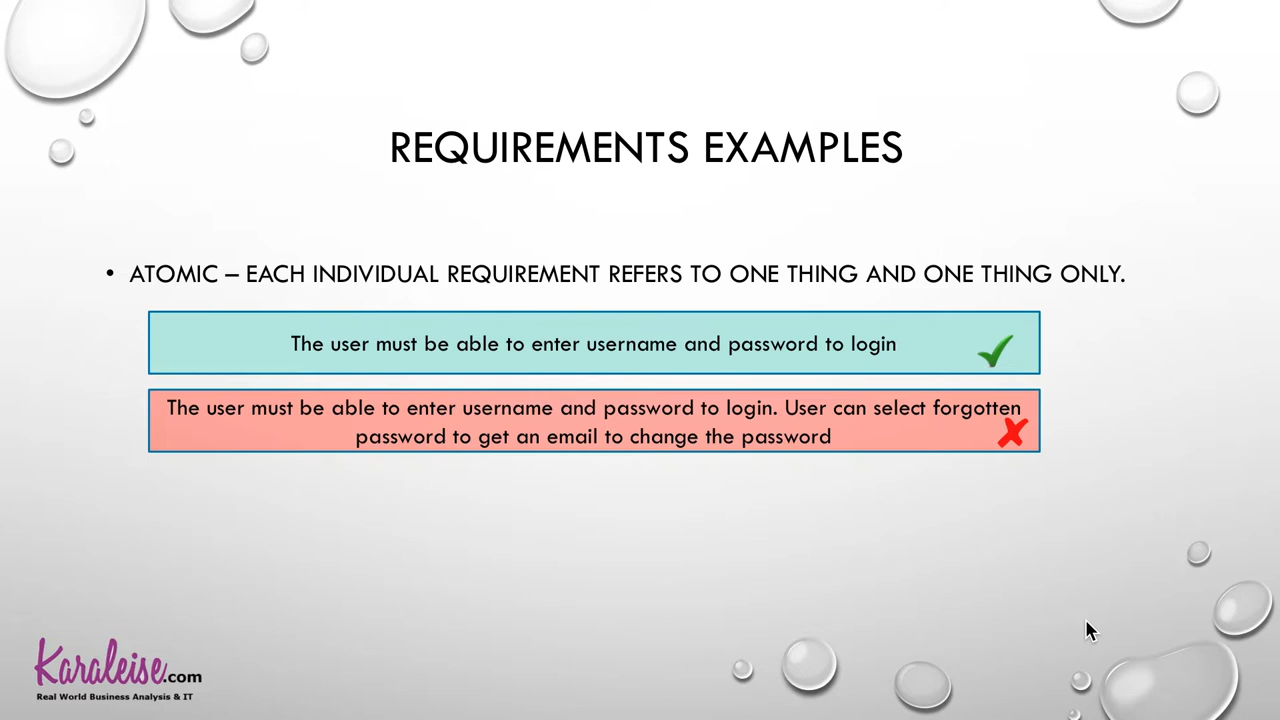 REQUIREMENTS EXAMPLES
• ATOMIC – EACH INDIVIDUAL REQUIREMENT REFERS TO ONE THING AND ONE THING ONLY.
The user must be able to enter username and password to login
The user must be able to enter username and password to login. User can select forgotten
password to get an email to change the password
Karaleise.com
Real World Business Analysis & IT